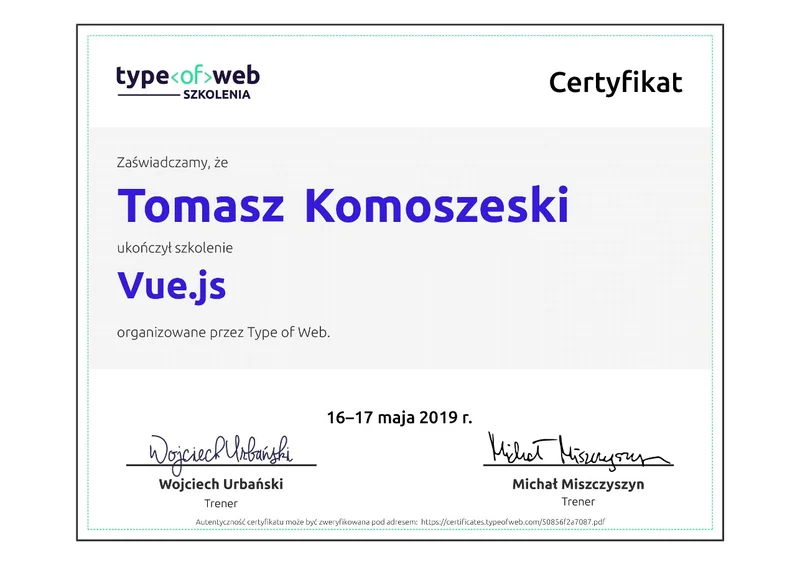 type<of>web
SZKOLENIA
Certyfikat
Zaświadczamy, że
Tomasz Komoszeski
ukończył szkolenie
Vue.js
organizowane przez Type of Web.
16–17 maja 2019 r.
Wojciech Urbański
Michał Miszczyszyn
Wojciech Urbański
Michał Miszczyszyn
Trener
Trener
Autentyczność certyfikatu może być zweryfikowana pod adresem: https://certificates.typeofweb.com/50856f2a7087.pdf